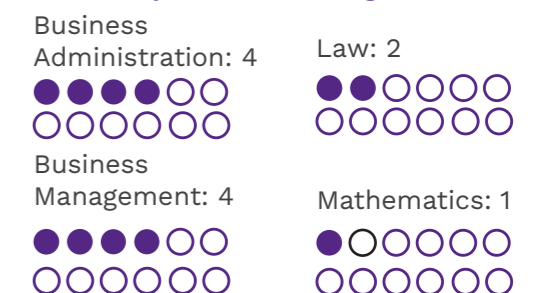 Business
Administration: 4
Law: 2
Business
Management: 4
Mathematics: 1